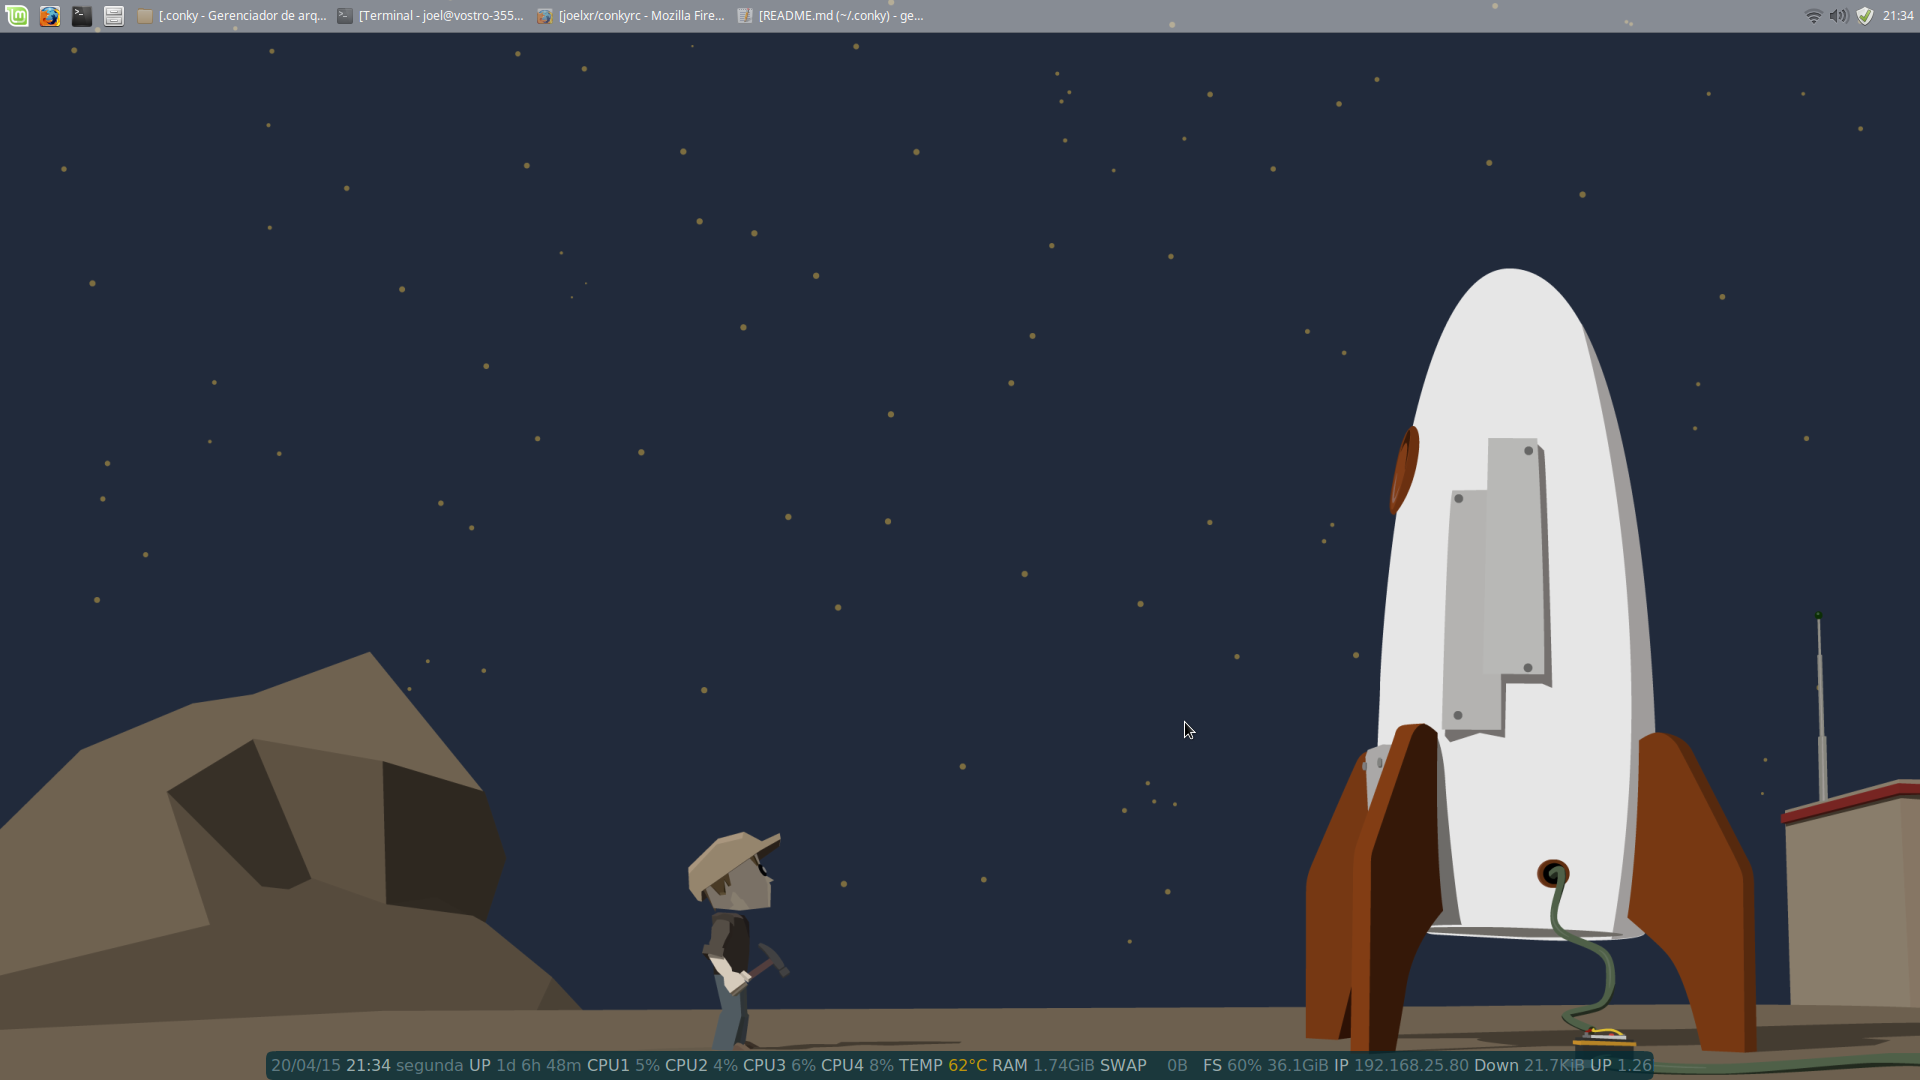 [.conky - Gerenciador de arq... [Terminal - joel@vostro-355... [joelxr/conkyrc - Mozilla Fire... [README.md (~/.conky) - ge... 21:34
20/04/15 21:34 segunda UP 1d 6h 48m CPU1 5% CPU2 4% CPU3 6% CPU4 8% TEMP 62°C RAM 1.74GiB SWAP 0B FS 60% 36.1GiB IP 192.168.25.80 Down 21.7KiB UP 1.26